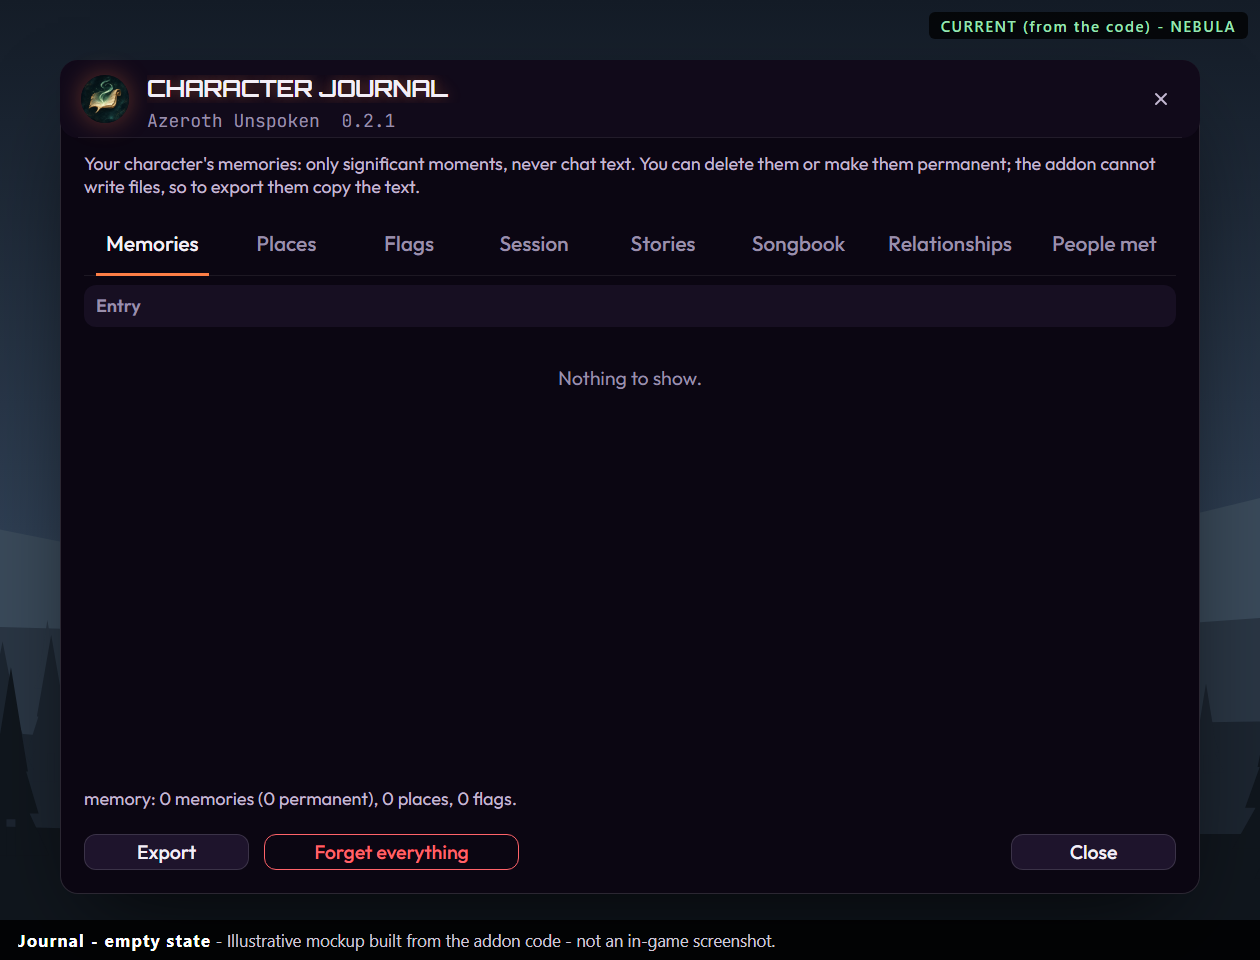 CURRENT (from the code) - NEBULA
CHARACTER JOURNAL
Azeroth Unspoken 0.2.1
Your character's memories: only significant moments, never chat text. You can delete them or make them permanent; the addon cannot
write files, so to export them copy the text.
Memories Places Flags Session Stories Songbook Relationships People met
Entry
Nothing to show.
memory: 0 memories (0 permanent), 0 places, 0 flags.
Export Forget everything Close
Journal - empty state - Illustrative mockup built from the addon code - not an in-game screenshot.